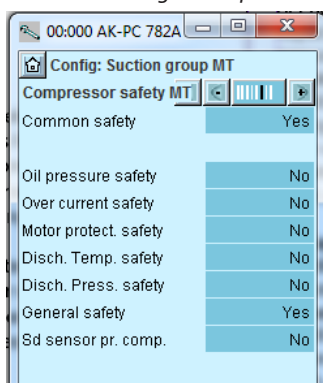 00:000 AK-PC 782A
Config: Suction group MT
Compressor safety MT
Common safety Yes
Oil pressure safety No
Over current safety No
Motor protect. safety No
Disch. Temp. safety No
Disch. Press. safety No
General safety Yes
Sd sensor pr. comp. No